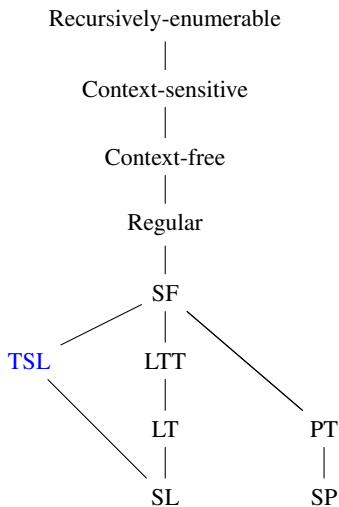 Recursively-enumerable
Context-sensitive
Context-free
Regular
SF
TSL LTT
LT PT
SL SP